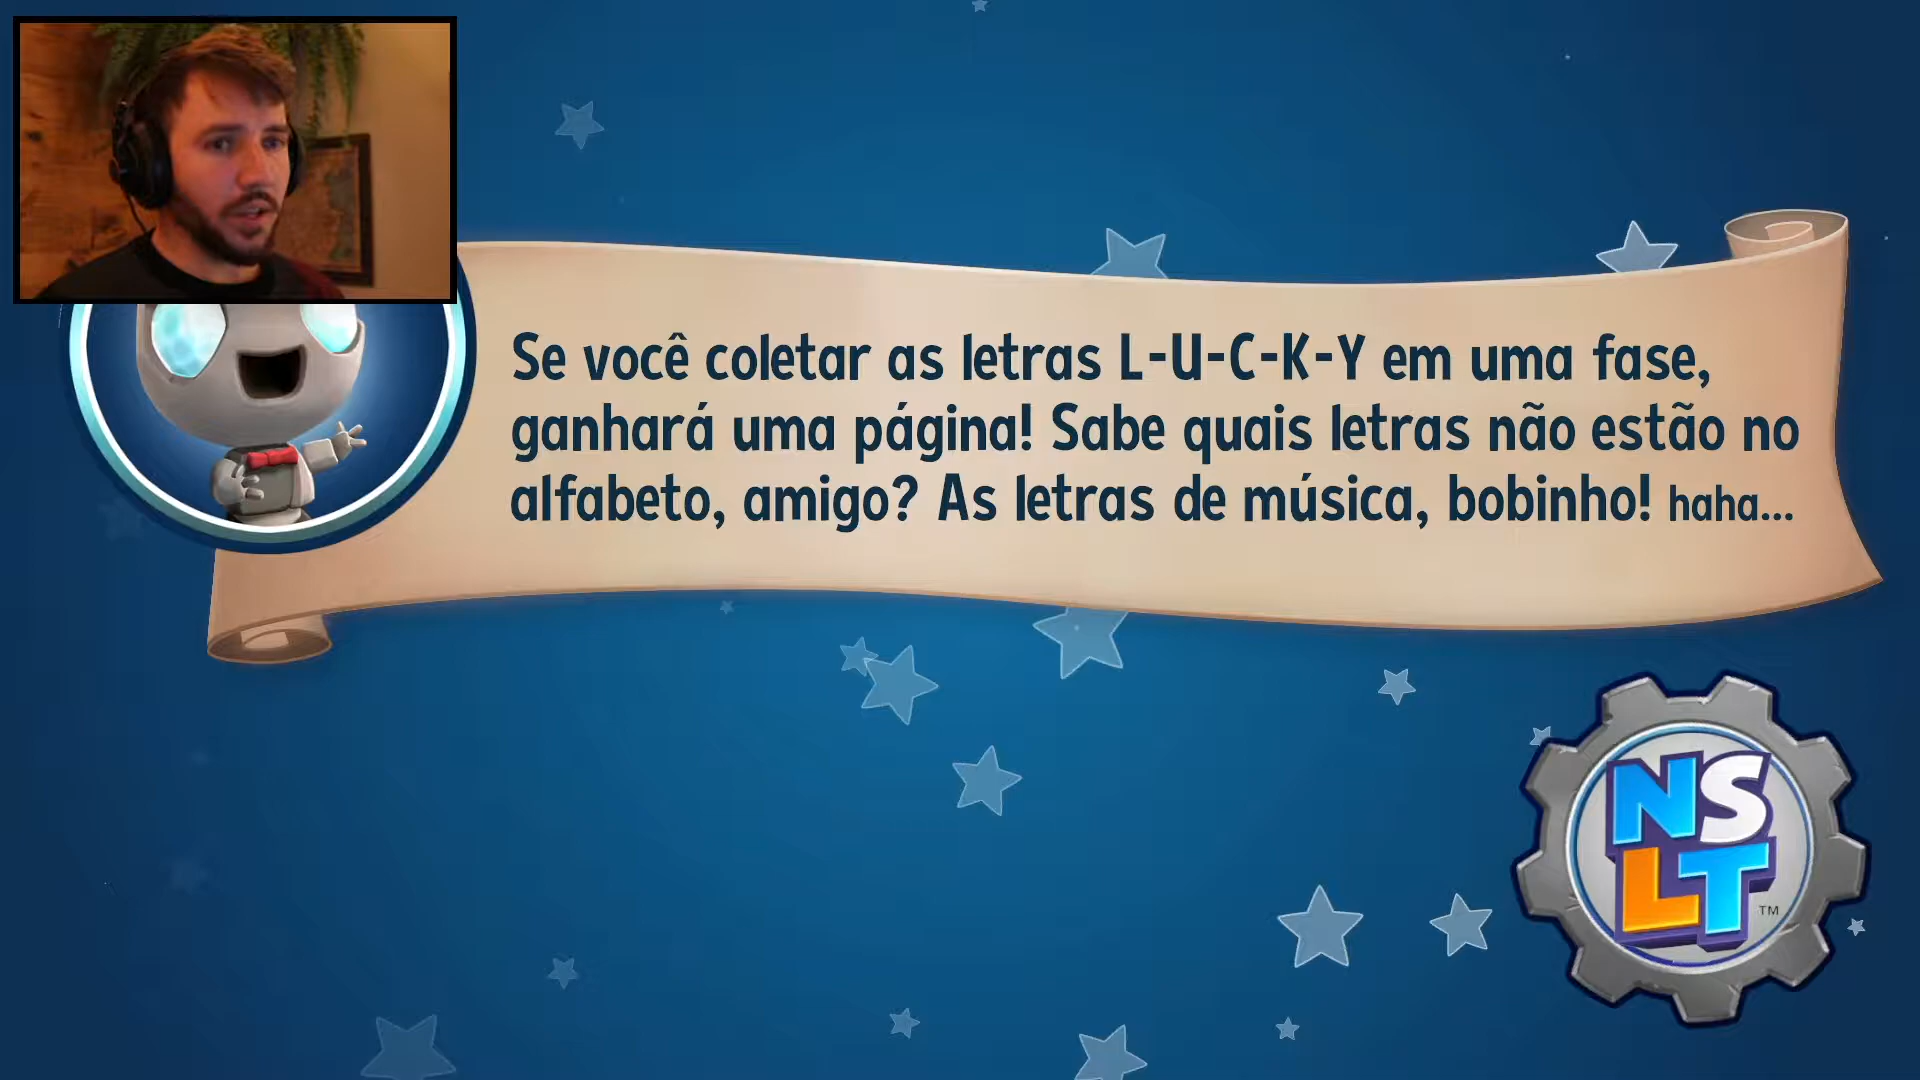 Se você coletar as letras L-U-C-K-Y em uma fase,
ganhará uma página! Sabe quais letras não estão no
alfabeto, amigo? As letras de música, bobinho! haha...
NS
LT
TM